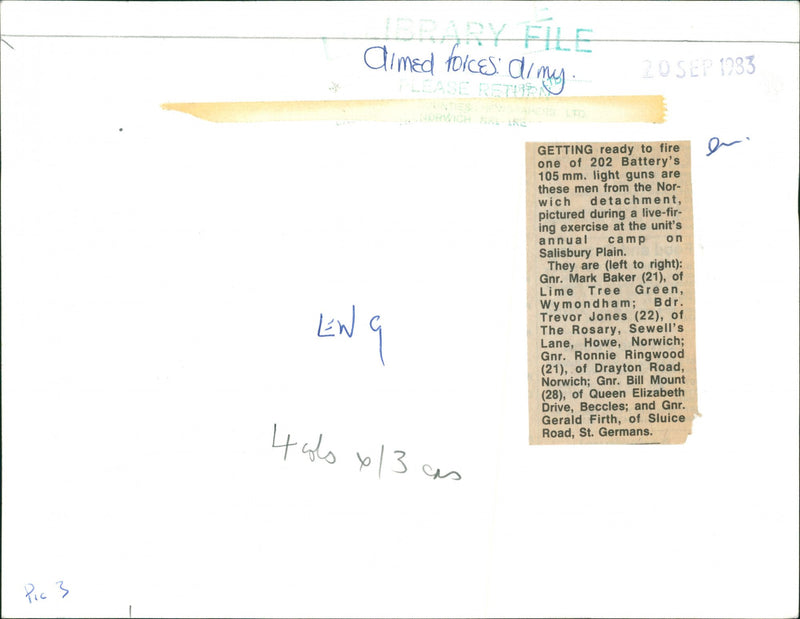 LIBRARY FILE
armed forces: army.
20 SEP 1983
PLEASE RETURN
NORWICH NR1 1RE
GETTING ready to fire
one of 202 Battery's
105 mm. light guns are
these men from the Nor-
wich detachment,
pictured during a live-fir-
ing exercise at the unit's
annual camp on
Salisbury Plain.
They are (left to right):
Gnr. Mark Baker (21), of
Lime Tree Green,
Wymondham; Bdr.
Trevor Jones (22), of
The Rosary, Sewell's
Lane, Howe, Norwich;
Gnr. Ronnie Ringwood
(21), of Drayton Road,
Norwich; Gnr. Bill Mount
(28), of Queen Elizabeth
Drive, Beccles; and Gnr.
Gerald Firth, of Sluice
Road, St. Germans.
LEW G
4 cols x 13 cms
Pic 3